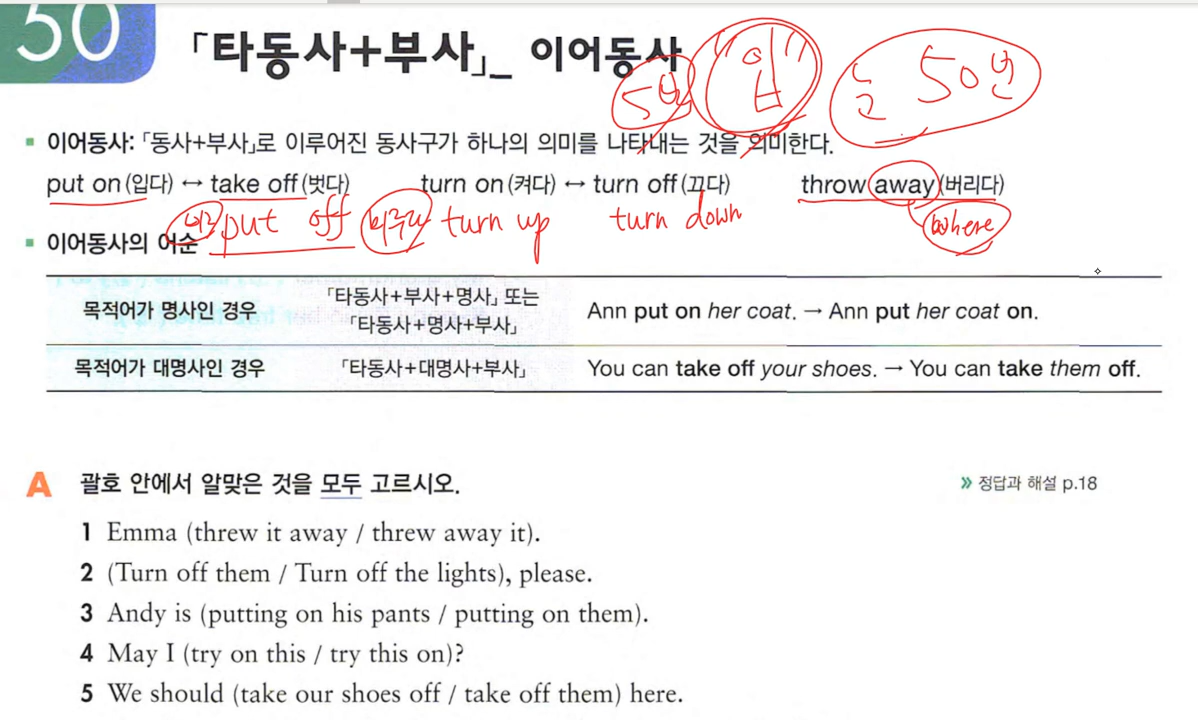 50 「타동사+부사」_ 이어동사
5번 "입" 눈 50번
▪ 이어동사: 「동사+부사」로 이루어진 동사구가 하나의 의미를 나타내는 것을 의미한다.
put on(입다) ↔ take off(벗다) turn on(켜다) ↔ turn off(끄다) throw away(버리다)
put off 미루다 turn up turn down where
▪ 이어동사의 어순
목적어가 명사인 경우 「타동사+부사+명사」 또는 「타동사+명사+부사」 Ann put on her coat. → Ann put her coat on.
목적어가 대명사인 경우 「타동사+대명사+부사」 You can take off your shoes. → You can take them off.
A 괄호 안에서 알맞은 것을 모두 고르시오. » 정답과 해설 p.18
1 Emma (threw it away / threw away it).
2 (Turn off them / Turn off the lights), please.
3 Andy is (putting on his pants / putting on them).
4 May I (try on this / try this on)?
5 We should (take our shoes off / take off them) here.